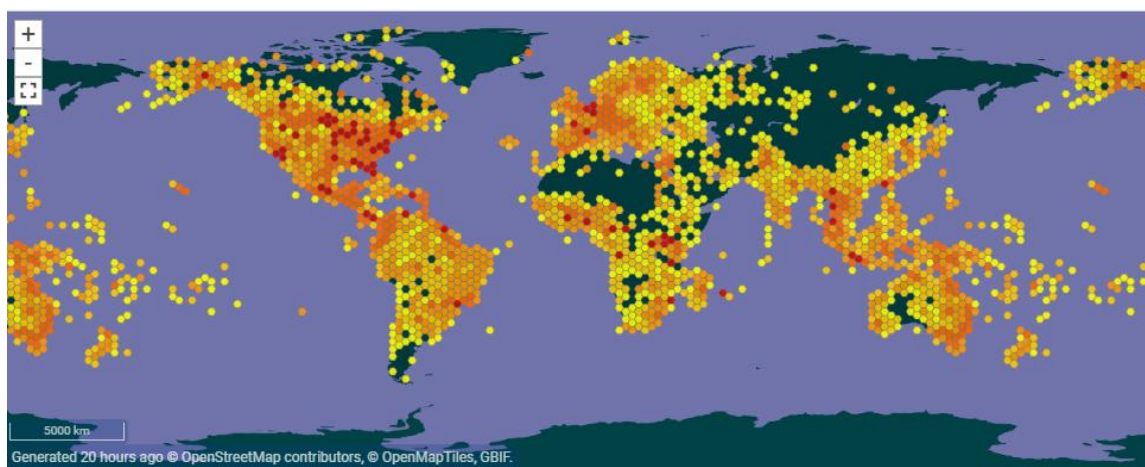 +
-
5000 km
Generated 20 hours ago © OpenStreetMap contributors, © OpenMapTiles, GBIF.